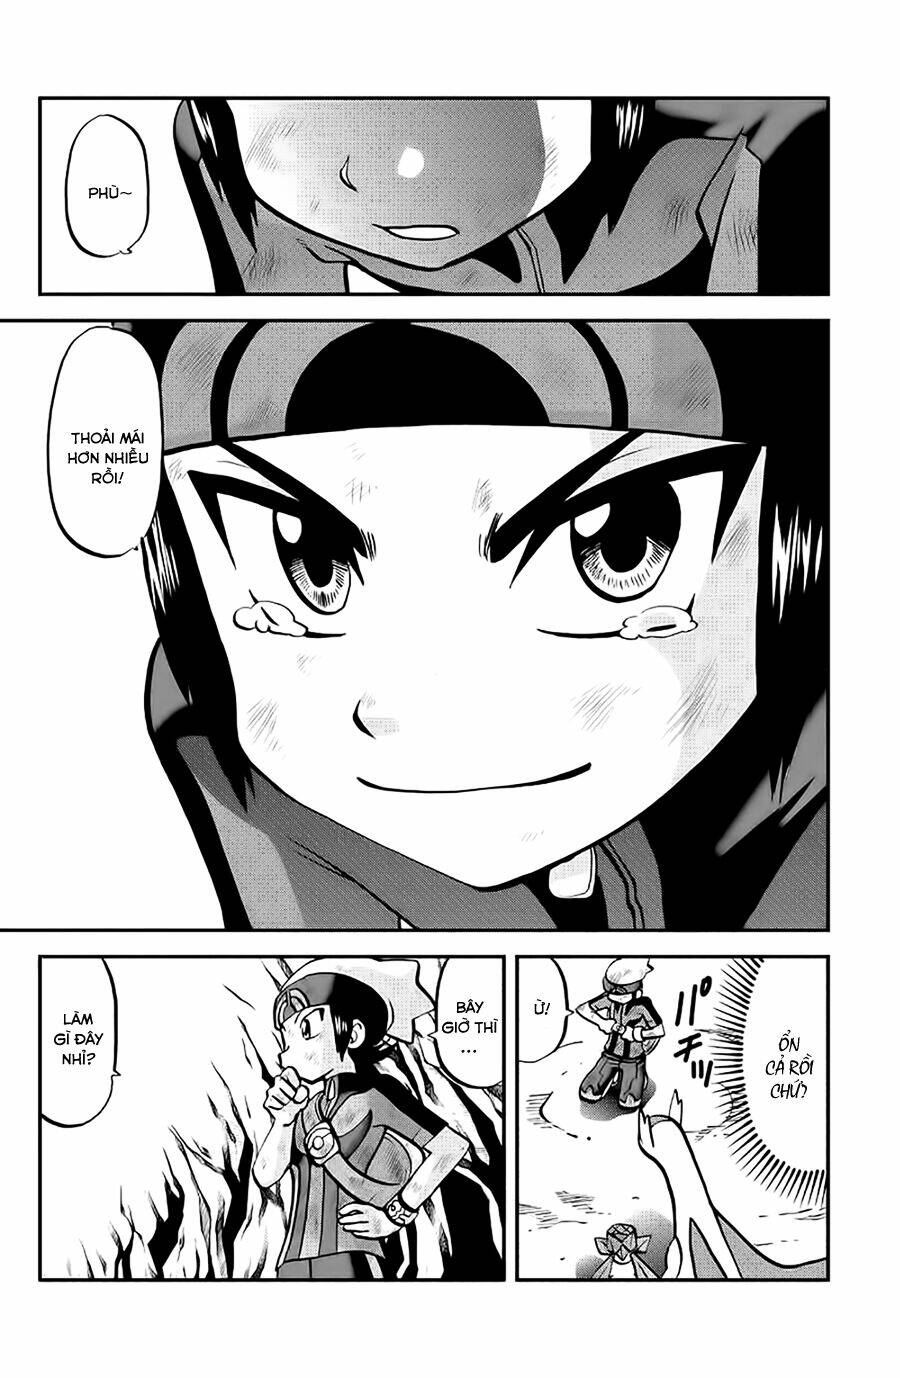 PHÙ~
THOẢI MÁI
HƠN NHIỀU
RỒI!
ỔN
CẢ RỒI
CHỨ?
パチ
Ừ!
BÂY
GIỜ THÌ
...
LÀM
GÌ ĐÂY
NHỈ?